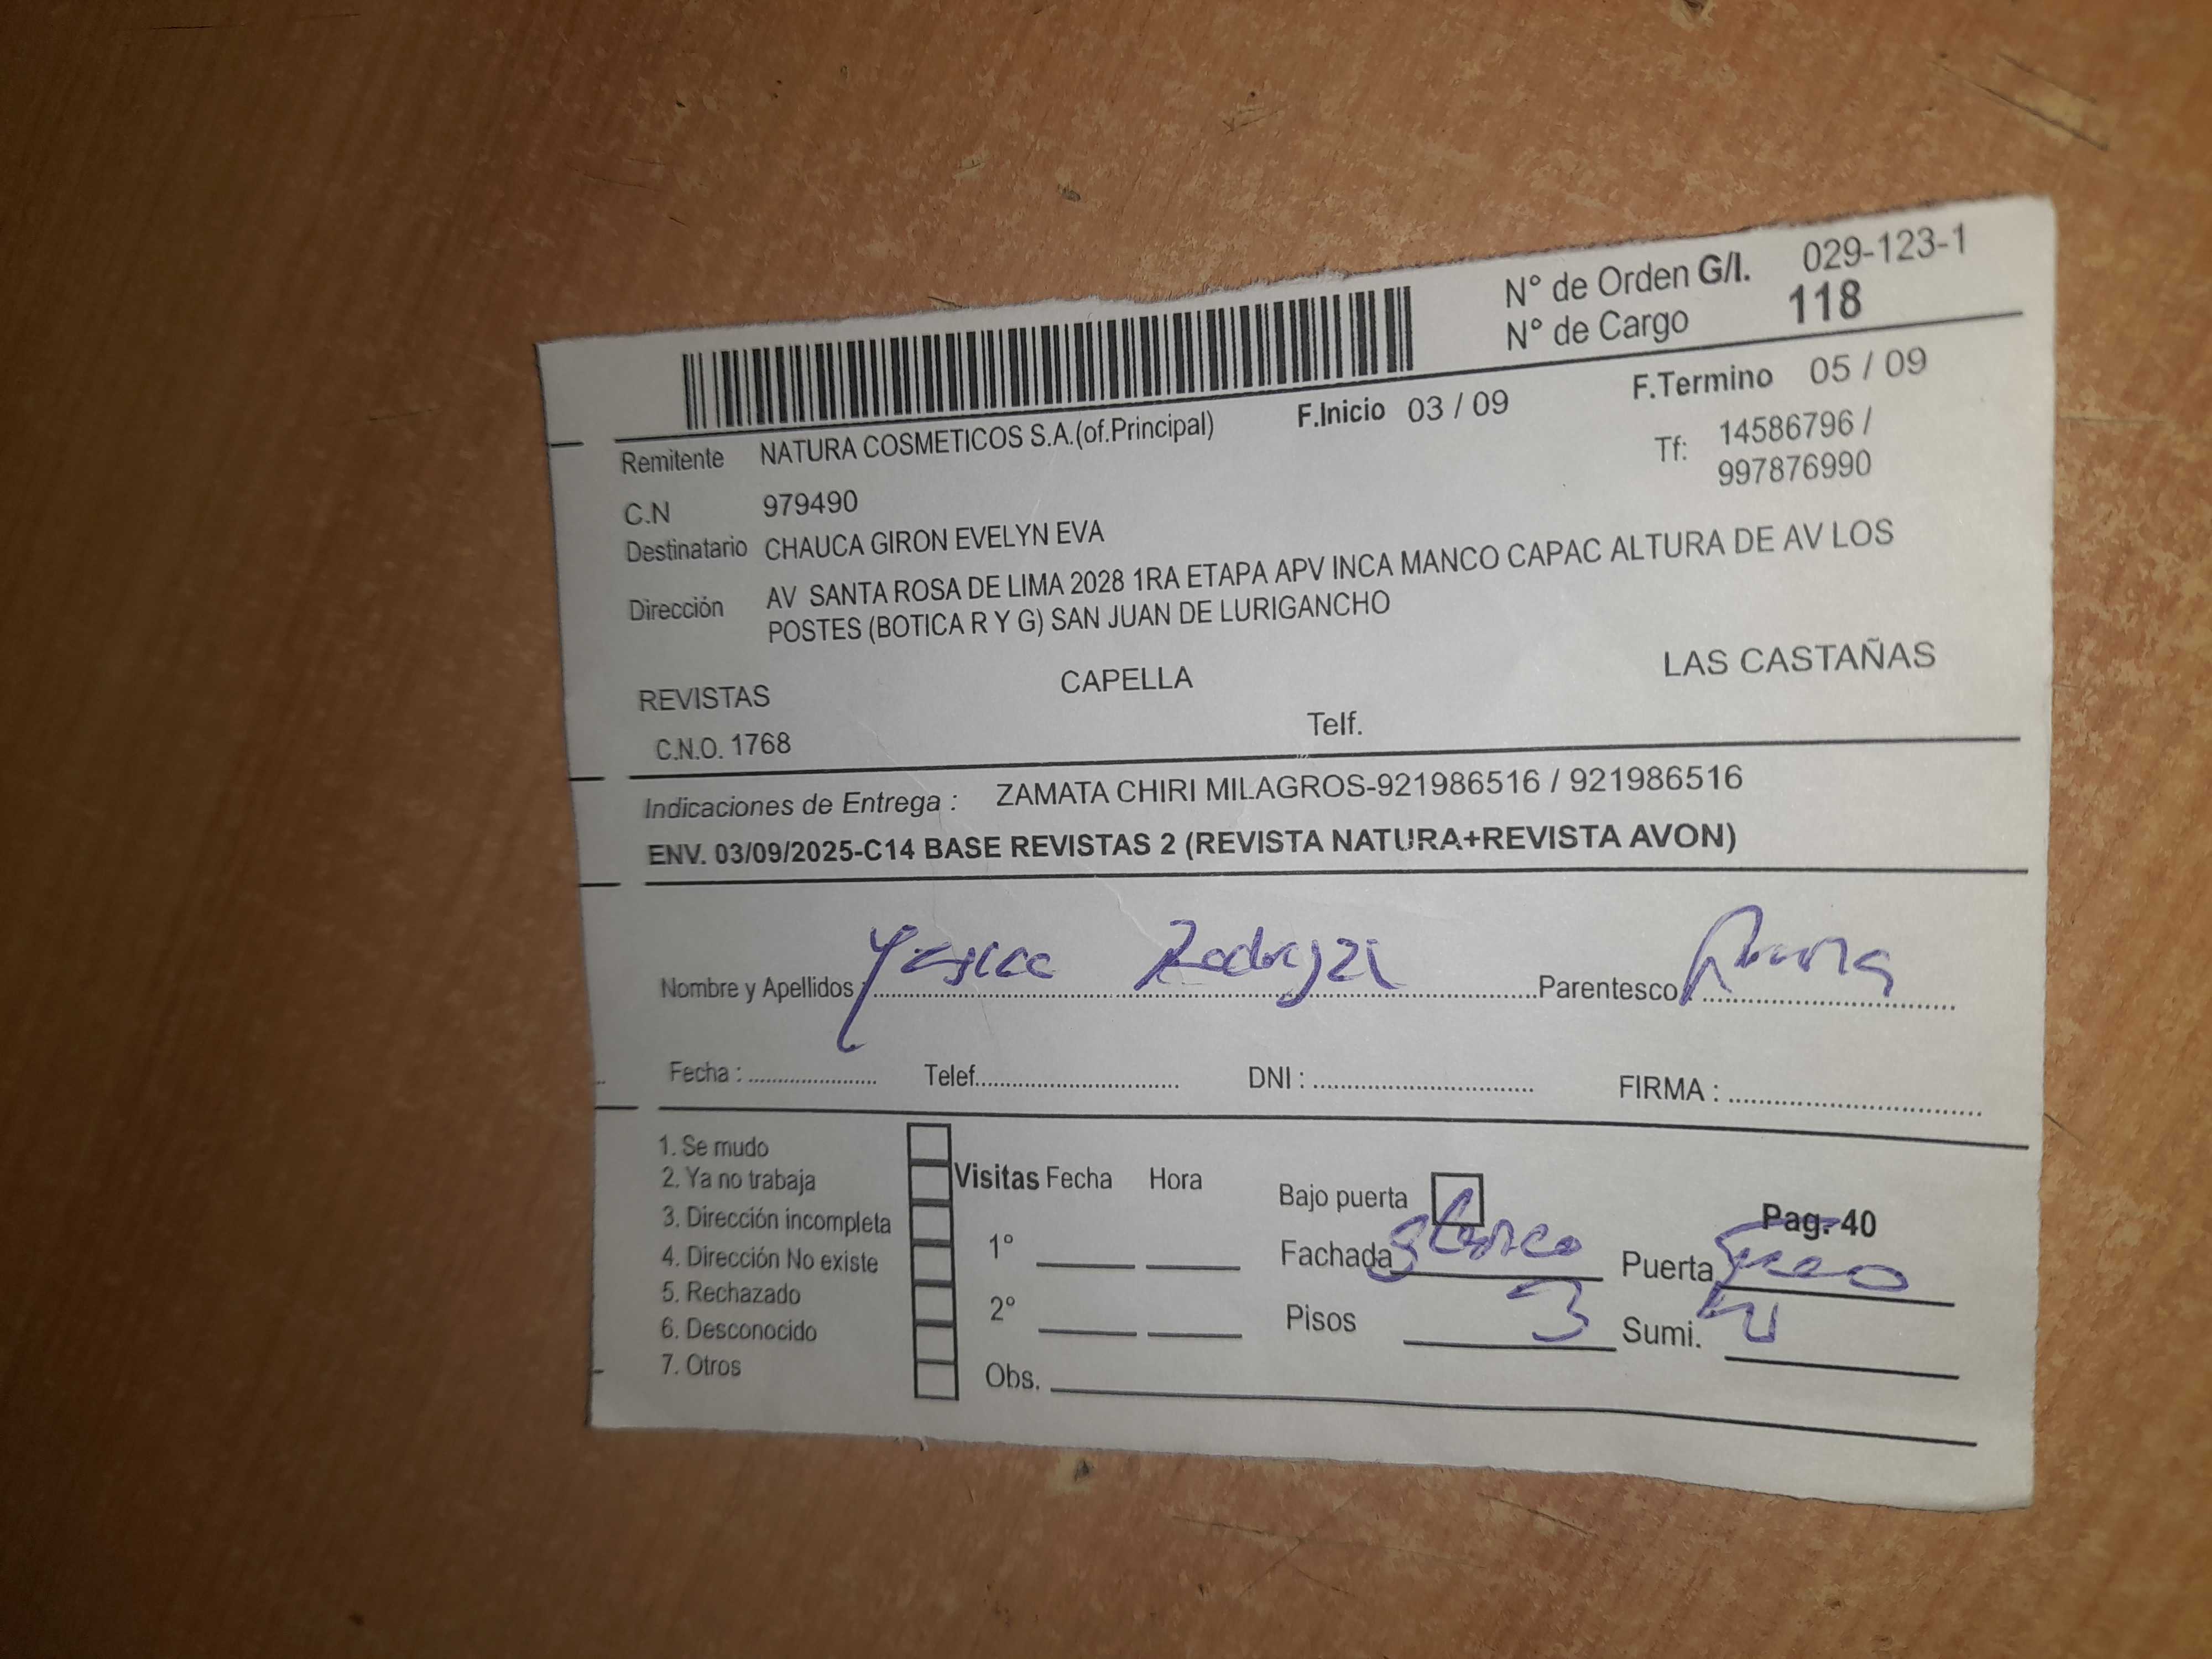 N° de Orden G/I. 029-123-1
N° de Cargo 118
F.Inicio 03 / 09 F.Termino 05 / 09
Remitente NATURA COSMETICOS S.A.(of.Principal) Tf: 14586796 /
997876990
C.N 979490
Destinatario CHAUCA GIRON EVELYN EVA
Dirección AV SANTA ROSA DE LIMA 2028 1RA ETAPA APV INCA MANCO CAPAC ALTURA DE AV LOS
POSTES (BOTICA R Y G) SAN JUAN DE LURIGANCHO
REVISTAS CAPELLA LAS CASTAÑAS
C.N.O. 1768 Telf.
Indicaciones de Entrega : ZAMATA CHIRI MILAGROS-921986516 / 921986516
ENV. 03/09/2025-C14 BASE REVISTAS 2 (REVISTA NATURA+REVISTA AVON)
Nombre y Apellidos : Parentesco
Fecha : Telef. DNI : FIRMA :
1. Se mudo
2. Ya no trabaja
3. Dirección incompleta
4. Dirección No existe
5. Rechazado
6. Desconocido
7. Otros
Visitas Fecha Hora
1°
2°
Obs.
Bajo puerta Pag. 40
Fachada Puerta
Pisos 3 Sumi.